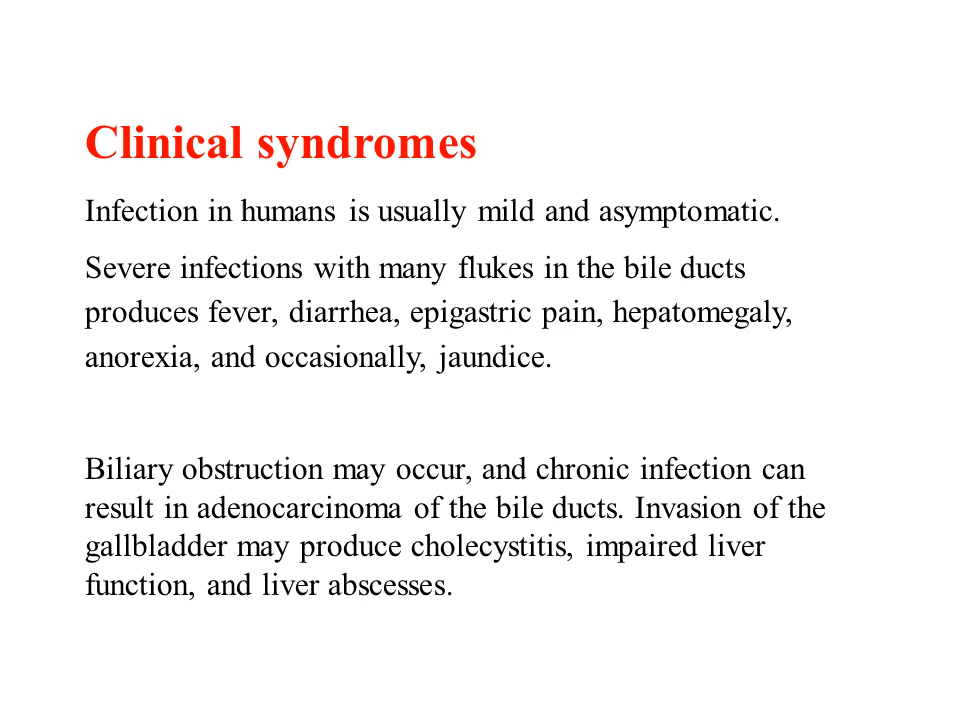 Clinical syndromes
Infection in humans is usually mild and asymptomatic.
Severe infections with many flukes in the bile ducts
produces fever, diarrhea, epigastric pain, hepatomegaly,
anorexia, and occasionally, jaundice.
Biliary obstruction may occur, and chronic infection can
result in adenocarcinoma of the bile ducts. Invasion of the
gallbladder may produce cholecystitis, impaired liver
function, and liver abscesses.